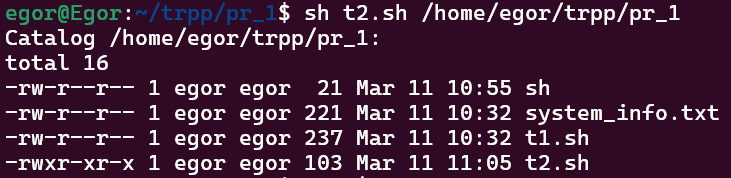 egor@Egor:~/trpp/pr_1$ sh t2.sh /home/egor/trpp/pr_1
Catalog /home/egor/trpp/pr_1:
total 16
-rw-r--r-- 1 egor egor  21 Mar 11 10:55 sh
-rw-r--r-- 1 egor egor 221 Mar 11 10:32 system_info.txt
-rw-r--r-- 1 egor egor 237 Mar 11 10:32 t1.sh
-rwxr-xr-x 1 egor egor 103 Mar 11 11:05 t2.sh